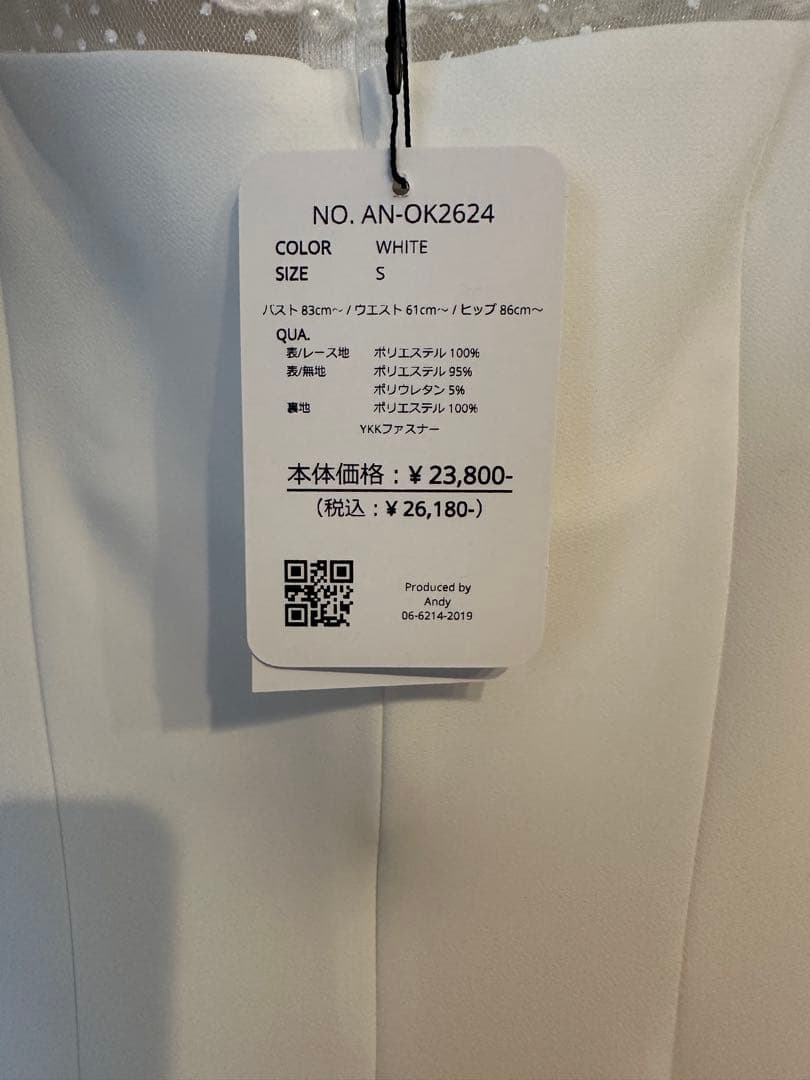 NO. AN-OK2624
COLOR WHITE
SIZE S
バスト 83cm〜 / ウエスト 61cm〜 / ヒップ 86cm〜
QUA.
表/レース地 ポリエステル 100%
表/無地 ポリエステル 95%
ポリウレタン 5%
裏地 ポリエステル 100%
YKKファスナー
本体価格：¥ 23,800-
（税込：¥ 26,180-）
Produced by
Andy
06-6214-2019